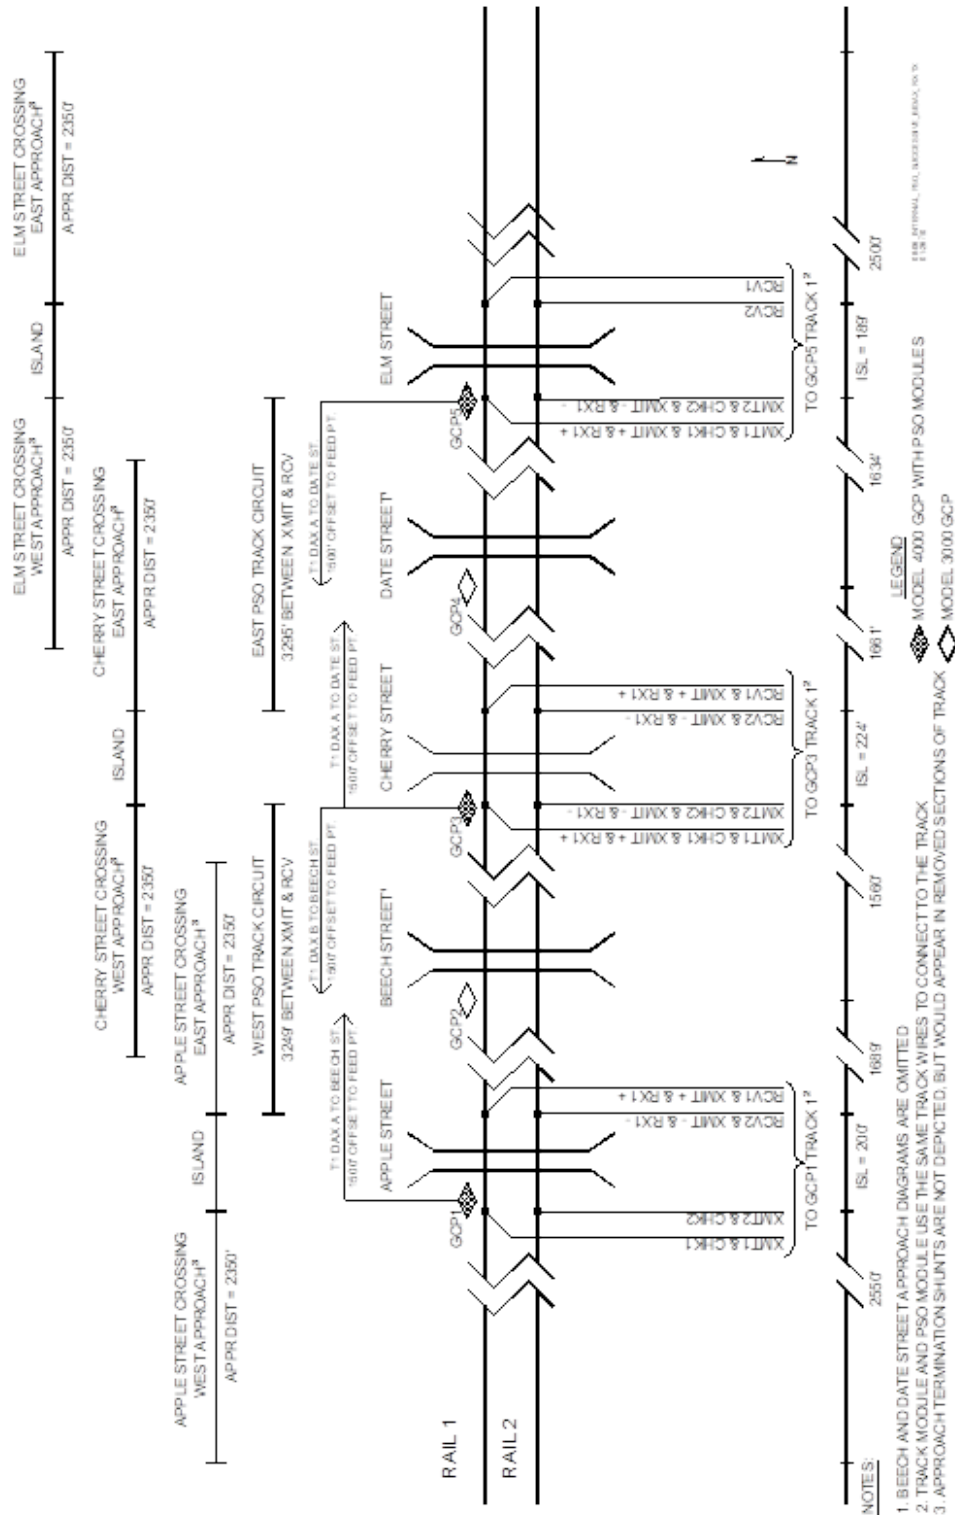 APPLE STREET CROSSING
WEST APPROACH³
APPR DIST = 2350'
ISLAND
APPLE STREET CROSSING
EAST APPROACH³
APPR DIST = 2350'
CHERRY STREET CROSSING
WEST APPROACH³
APPR DIST = 2350'
ISLAND
CHERRY STREET CROSSING
EAST APPROACH³
APPR DIST = 2350'
ELM STREET CROSSING
WEST APPROACH³
APPR DIST = 2350'
ISLAND
ELM STREET CROSSING
EAST APPROACH³
APPR DIST = 2350'
WEST PSO TRACK CIRCUIT
3249' BETWEEN XMIT & RCV
EAST PSO TRACK CIRCUIT
3295' BETWEEN XMIT & RCV
T1 DAX A TO BEECH ST.
1500' OFFSET TO FEED PT.
T1 DAX B TO BEECH ST.
1500' OFFSET TO FEED PT.
T1 DAX A TO DATE ST.
1500' OFFSET TO FEED PT.
T1 DAX A TO DATE ST
1500' OFFSET TO FEED PT.
APPLE STREET
BEECH STREET¹
CHERRY STREET
DATE STREET¹
ELM STREET
GCP1
GCP2
GCP3
GCP4
GCP5
RAIL 1
RAIL 2
XMT1 & CHK1
XMT2 & CHK2
RCV2 & XMIT - & RX1 -
RCV1 & XMIT + & RX1 +
TO GCP1 TRACK 1²
XMT1 & CHK1 & XMIT + & RX1 +
XMT2 & CHK2 & XMIT - & RX1 -
RCV2 & XMIT - & RX1 -
RCV1 & XMIT + & RX1 +
TO GCP3 TRACK 1²
XMT1 & CHK1 & XMIT + & RX1 +
XMT2 & CHK2 & XMIT - & RX1 -
RCV2
RCV1
TO GCP5 TRACK 1²
N
2550'
ISL = 200'
1689'
1560'
ISL = 224'
1661'
1634'
ISL = 189'
2500'
NOTES:
1. BEECH AND DATE STREET APPROACH DIAGRAMS ARE OMITTED
2. TRACK MODULE AND PSO MODULE USE THE SAME TRACK WIRES TO CONNECT TO THE TRACK
3. APPROACH TERMINATION SHUNTS ARE NOT DEPICTED, BUT WOULD APPEAR IN REMOVED SECTIONS OF TRACK
LEGEND
MODEL 4000 GCP WITH PSO MODULES
MODEL 3000 GCP